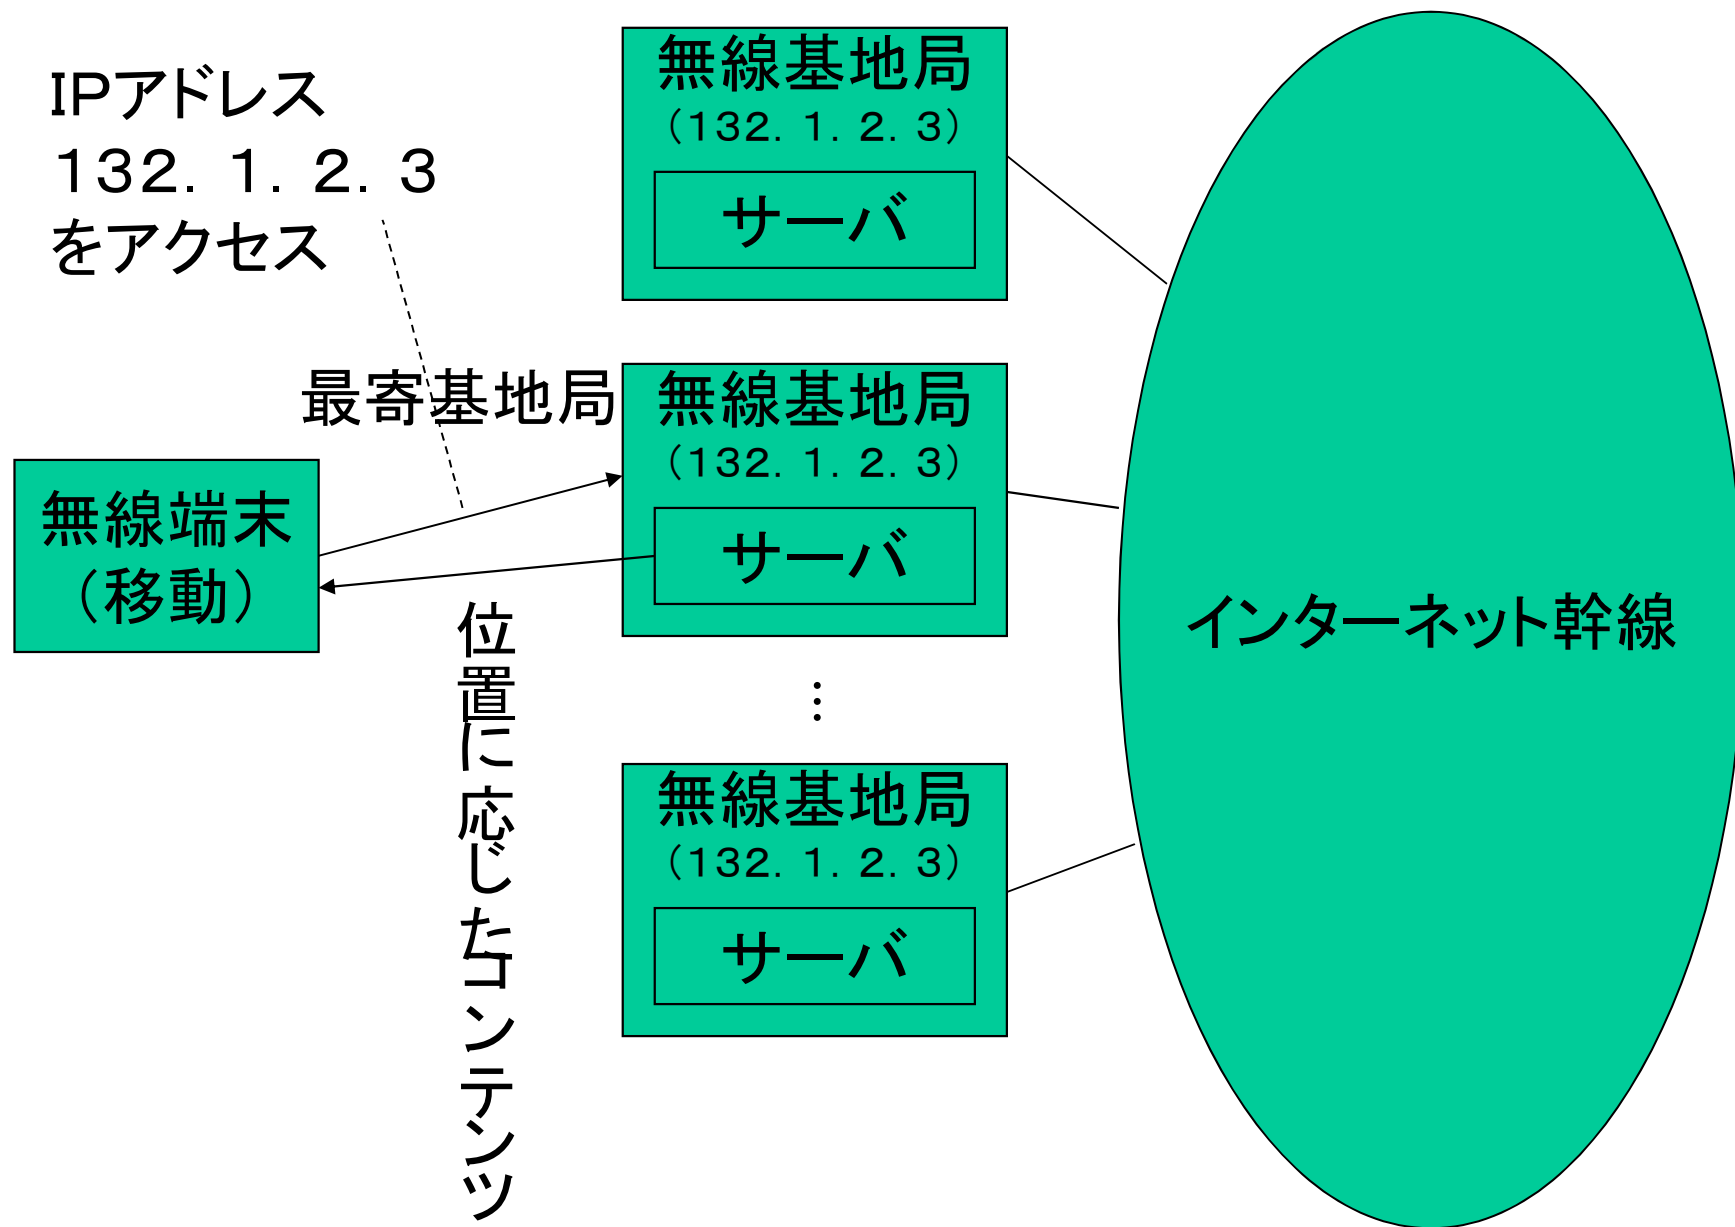 IPアドレス
132．1．2．3
をアクセス
無線基地局
（132．1．2．3）
サーバ
最寄基地局
無線基地局
（132．1．2．3）
サーバ
無線端末
（移動）
位置に応じたコンテンツ
⋮
無線基地局
（132．1．2．3）
サーバ
インターネット幹線